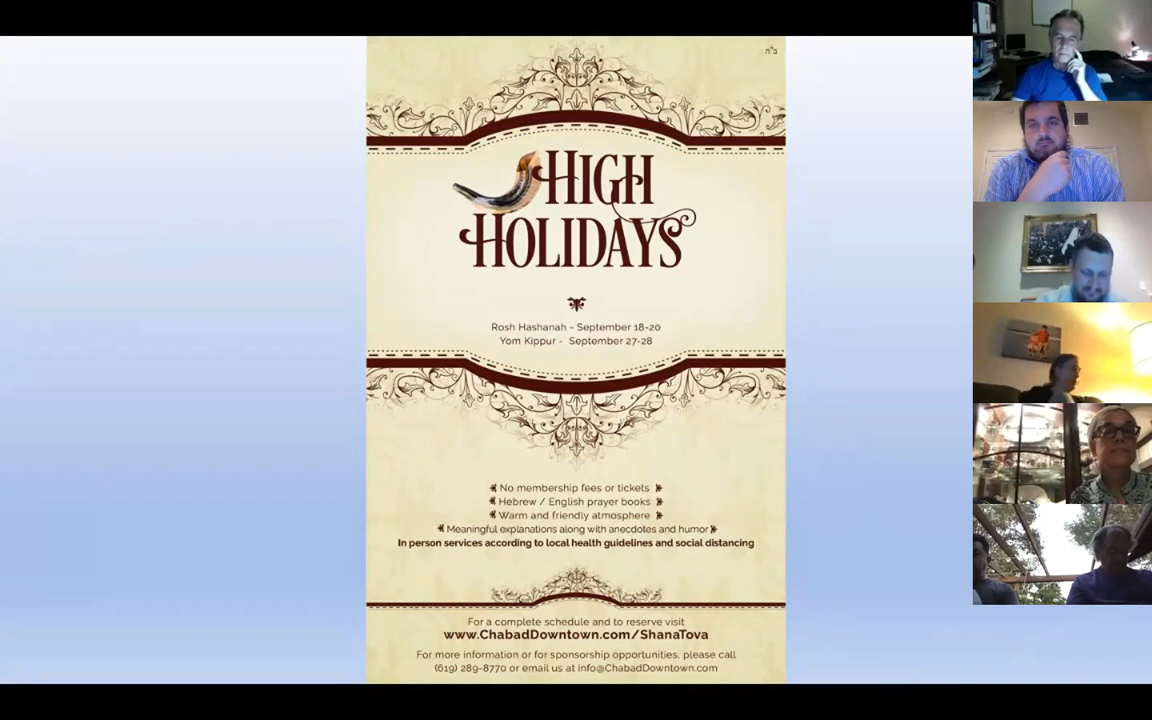 ב"ה
HIGH
HOLIDAYS
Rosh Hashanah - September 18-20
Yom Kippur - September 27-28
No membership fees or tickets
Hebrew / English prayer books
Warm and friendly atmosphere
Meaningful explanations along with anecdotes and humor
In person services according to local health guidelines and social distancing
For a complete schedule and to reserve visit
www.ChabadDowntown.com/ShanaTova
For more information or for sponsorship opportunities, please call
(619) 289-8770 or email us at info@ChabadDowntown.com